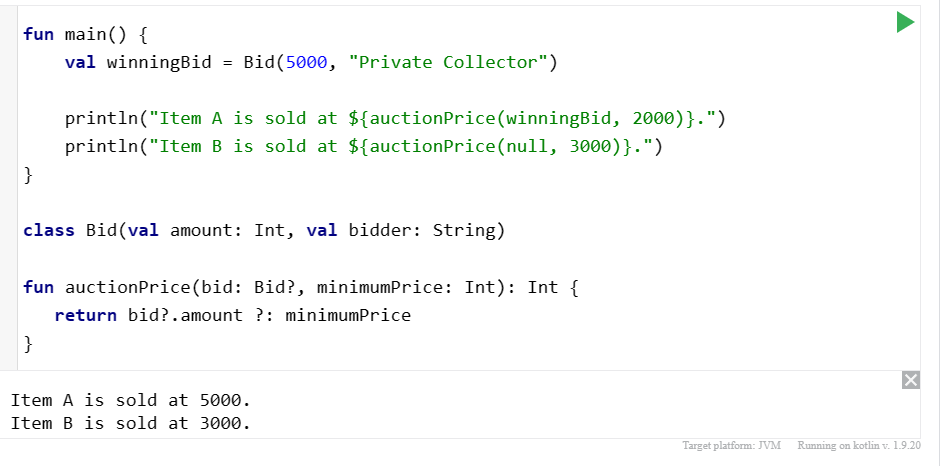 fun main() {
    val winningBid = Bid(5000, "Private Collector")

    println("Item A is sold at ${auctionPrice(winningBid, 2000)}.")
    println("Item B is sold at ${auctionPrice(null, 3000)}.")
}

class Bid(val amount: Int, val bidder: String)

fun auctionPrice(bid: Bid?, minimumPrice: Int): Int {
   return bid?.amount ?: minimumPrice
}
Item A is sold at 5000.
Item B is sold at 3000.
Target platform: JVM Running on kotlin v. 1.9.20